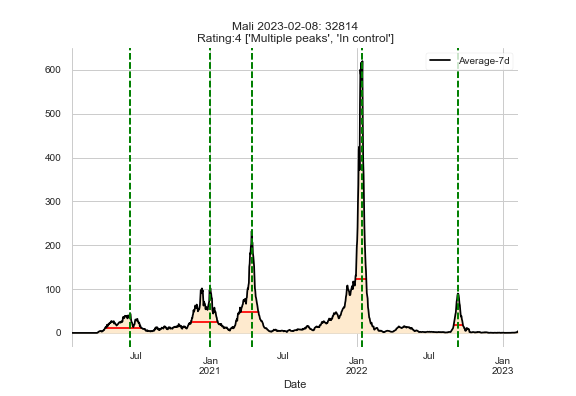 Mali 2023-02-08: 32814
Rating:4 ['Multiple peaks', 'In control']
Average-7d
600
500
400
300
200
100
0
Jul
Jan
2021
Jul
Jan
2022
Jul
Jan
2023
Date